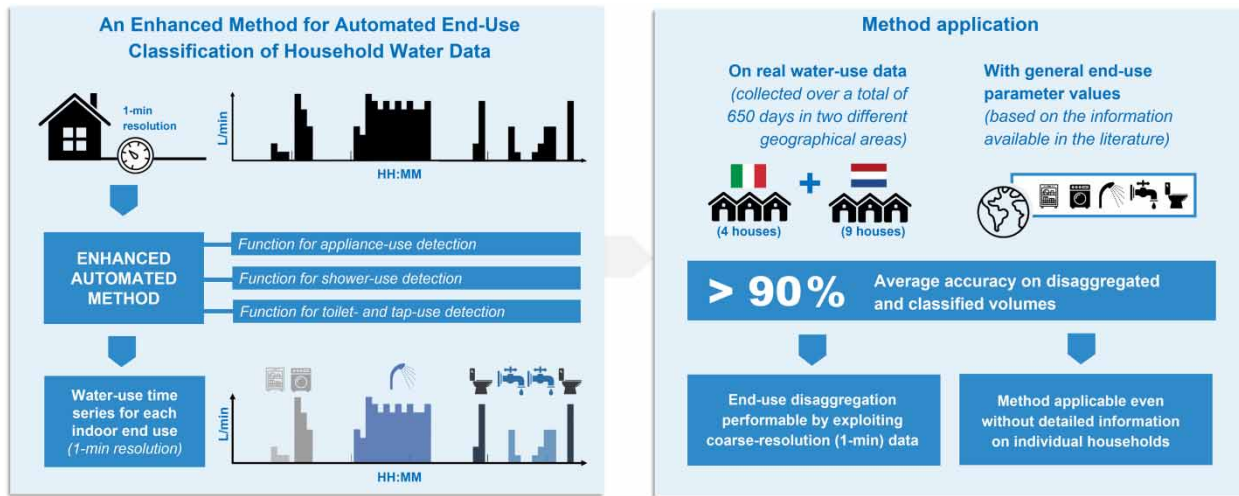 An Enhanced Method for Automated End-Use
Classification of Household Water Data
1-min
resolution
L/min
HH:MM
ENHANCED
AUTOMATED
METHOD
Function for appliance-use detection
Function for shower-use detection
Function for toilet- and tap-use detection
Water-use time
series for each
indoor end use
(1-min resolution)
L/min
HH:MM
Method application
On real water-use data
(collected over a total of
650 days in two different
geographical areas)
+
(4 houses)
(9 houses)
With general end-use
parameter values
(based on the information
available in the literature)
> 90%
Average accuracy on disaggregated
and classified volumes
End-use disaggregation
performable by exploiting
coarse-resolution (1-min) data
Method applicable even
without detailed information
on individual households